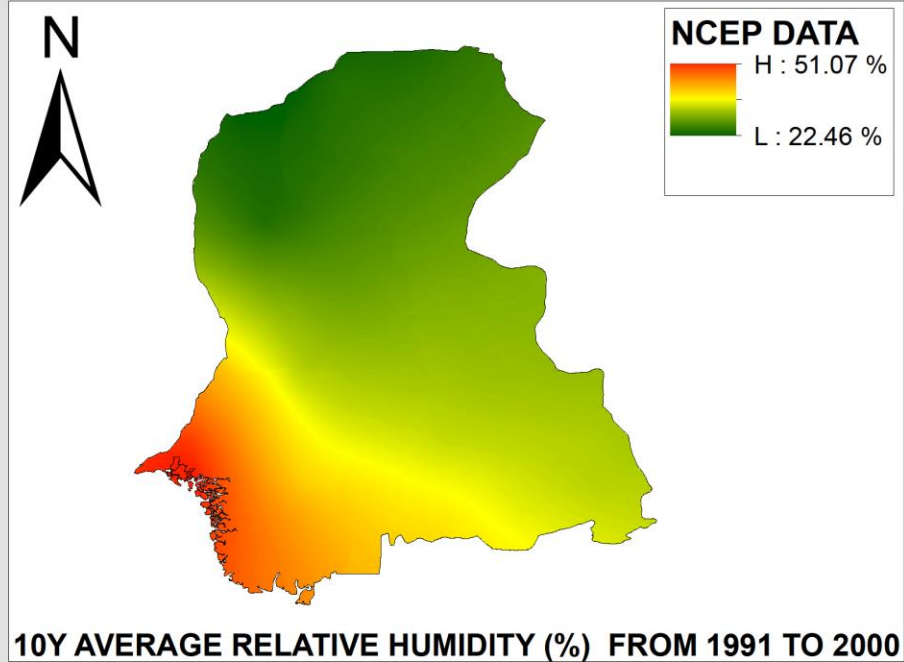 N
NCEP DATA
H : 51.07 %
L : 22.46 %
10Y AVERAGE RELATIVE HUMIDITY (%) FROM 1991 TO 2000